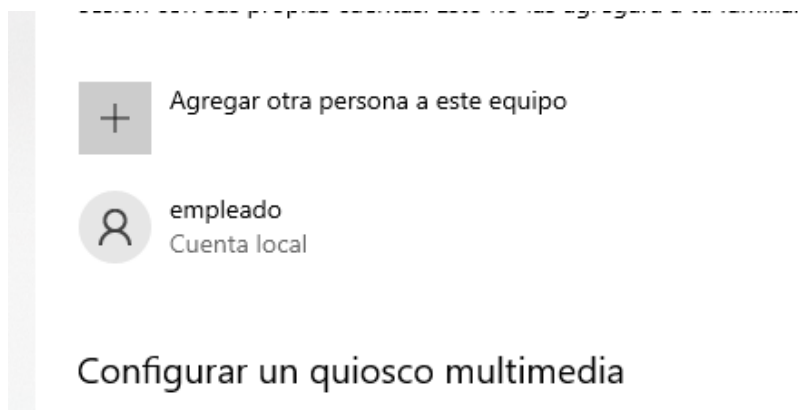 Agregar otra persona a este equipo
empleado
Cuenta local
Configurar un quiosco multimedia